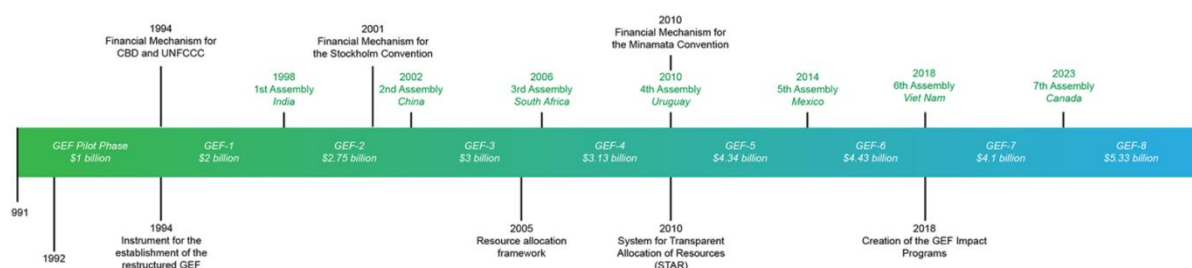 1994
Financial Mechanism for
CBD and UNFCCC
2001
Financial Mechanism for
the Stockholm Convention
2010
Financial Mechanism for
the Minamata Convention
1998
1st Assembly
India
2002
2nd Assembly
China
2006
3rd Assembly
South Africa
2010
4th Assembly
Uruguay
2014
5th Assembly
Mexico
2018
6th Assembly
Viet Nam
2023
7th Assembly
Canada
GEF Pilot Phase
$1 billion
GEF-1
$2 billion
GEF-2
$2.75 billion
GEF-3
$3 billion
GEF-4
$3.13 billion
GEF-5
$4.34 billion
GEF-6
$4.43 billion
GEF-7
$4.1 billion
GEF-8
$5.33 billion
991
1992
1994
Instrument for the
establishment of the
restructured GEF
2005
Resource allocation
framework
2010
System for Transparent
Allocation of Resources
(STAR)
2018
Creation of the GEF Impact
Programs